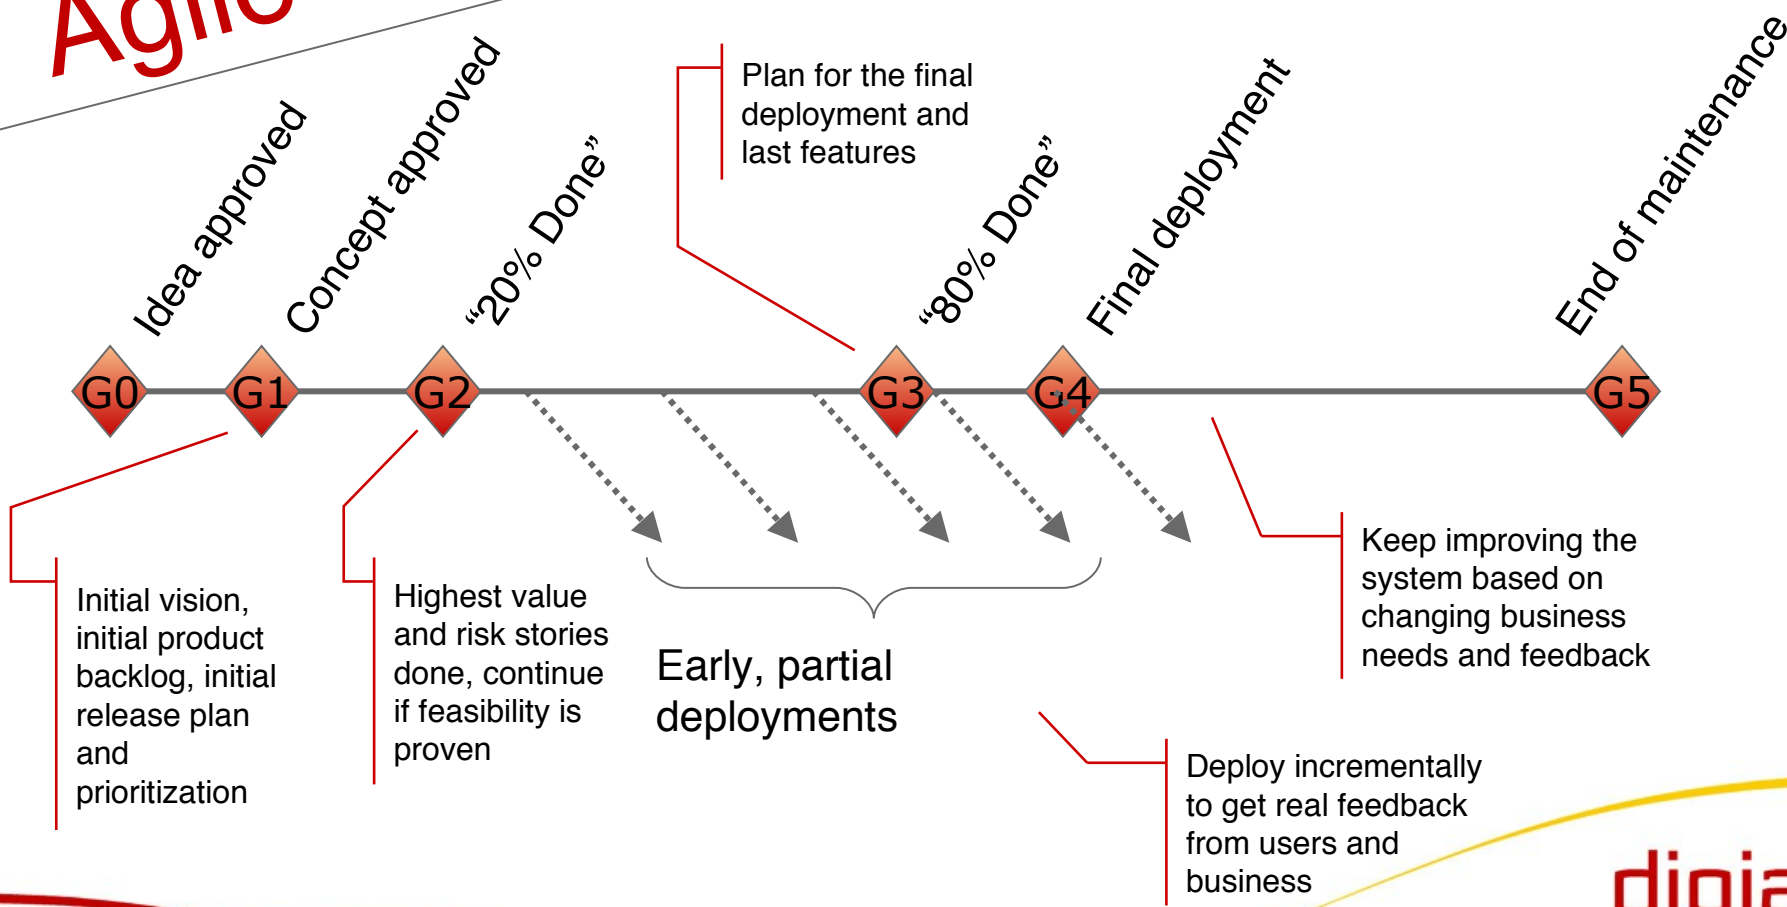 Agile
Idea approved
Concept approved
“20% Done”
Plan for the final
deployment and
last features
“80% Done”
Final deployment
End of maintenance
G0
G1
G2
G3
G4
G5
Initial vision,
initial product
backlog, initial
release plan
and
prioritization
Highest value
and risk stories
done, continue
if feasibility is
proven
Early, partial
deployments
Keep improving the
system based on
changing business
needs and feedback
Deploy incrementally
to get real feedback
from users and
business
digia